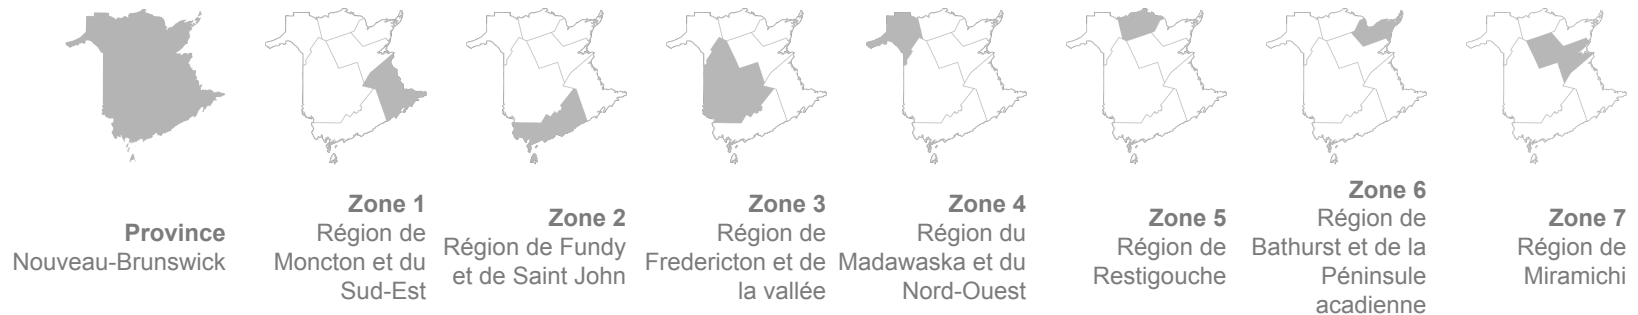 Province
Nouveau-Brunswick
Zone 1
Région de
Moncton et du
Sud-Est
Zone 2
Région de Fundy
et de Saint John
Zone 3
Région de
Fredericton et de
la vallée
Zone 4
Région du
Madawaska et du
Nord-Ouest
Zone 5
Région de
Restigouche
Zone 6
Région de
Bathurst et de la
Péninsule
acadienne
Zone 7
Région de
Miramichi